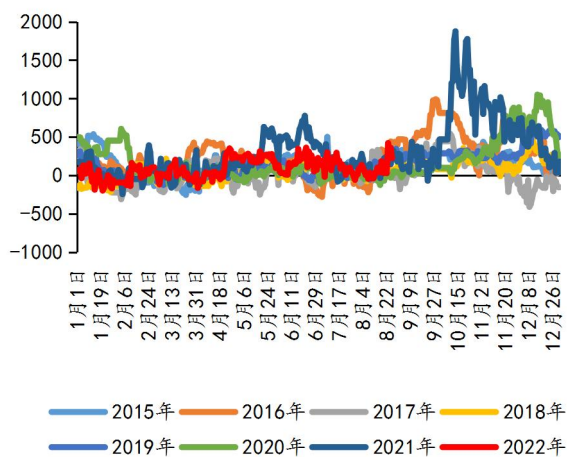 2000
1500
1000
500
0
-500
-1000
1月1日
1月19日
2月6日
2月24日
3月13日
3月31日
4月18日
5月6日
5月24日
6月11日
6月29日
7月17日
8月4日
8月22日
9月9日
9月27日
10月15日
11月2日
11月20日
12月8日
12月26日
2015年 2016年 2017年 2018年
2019年 2020年 2021年 2022年